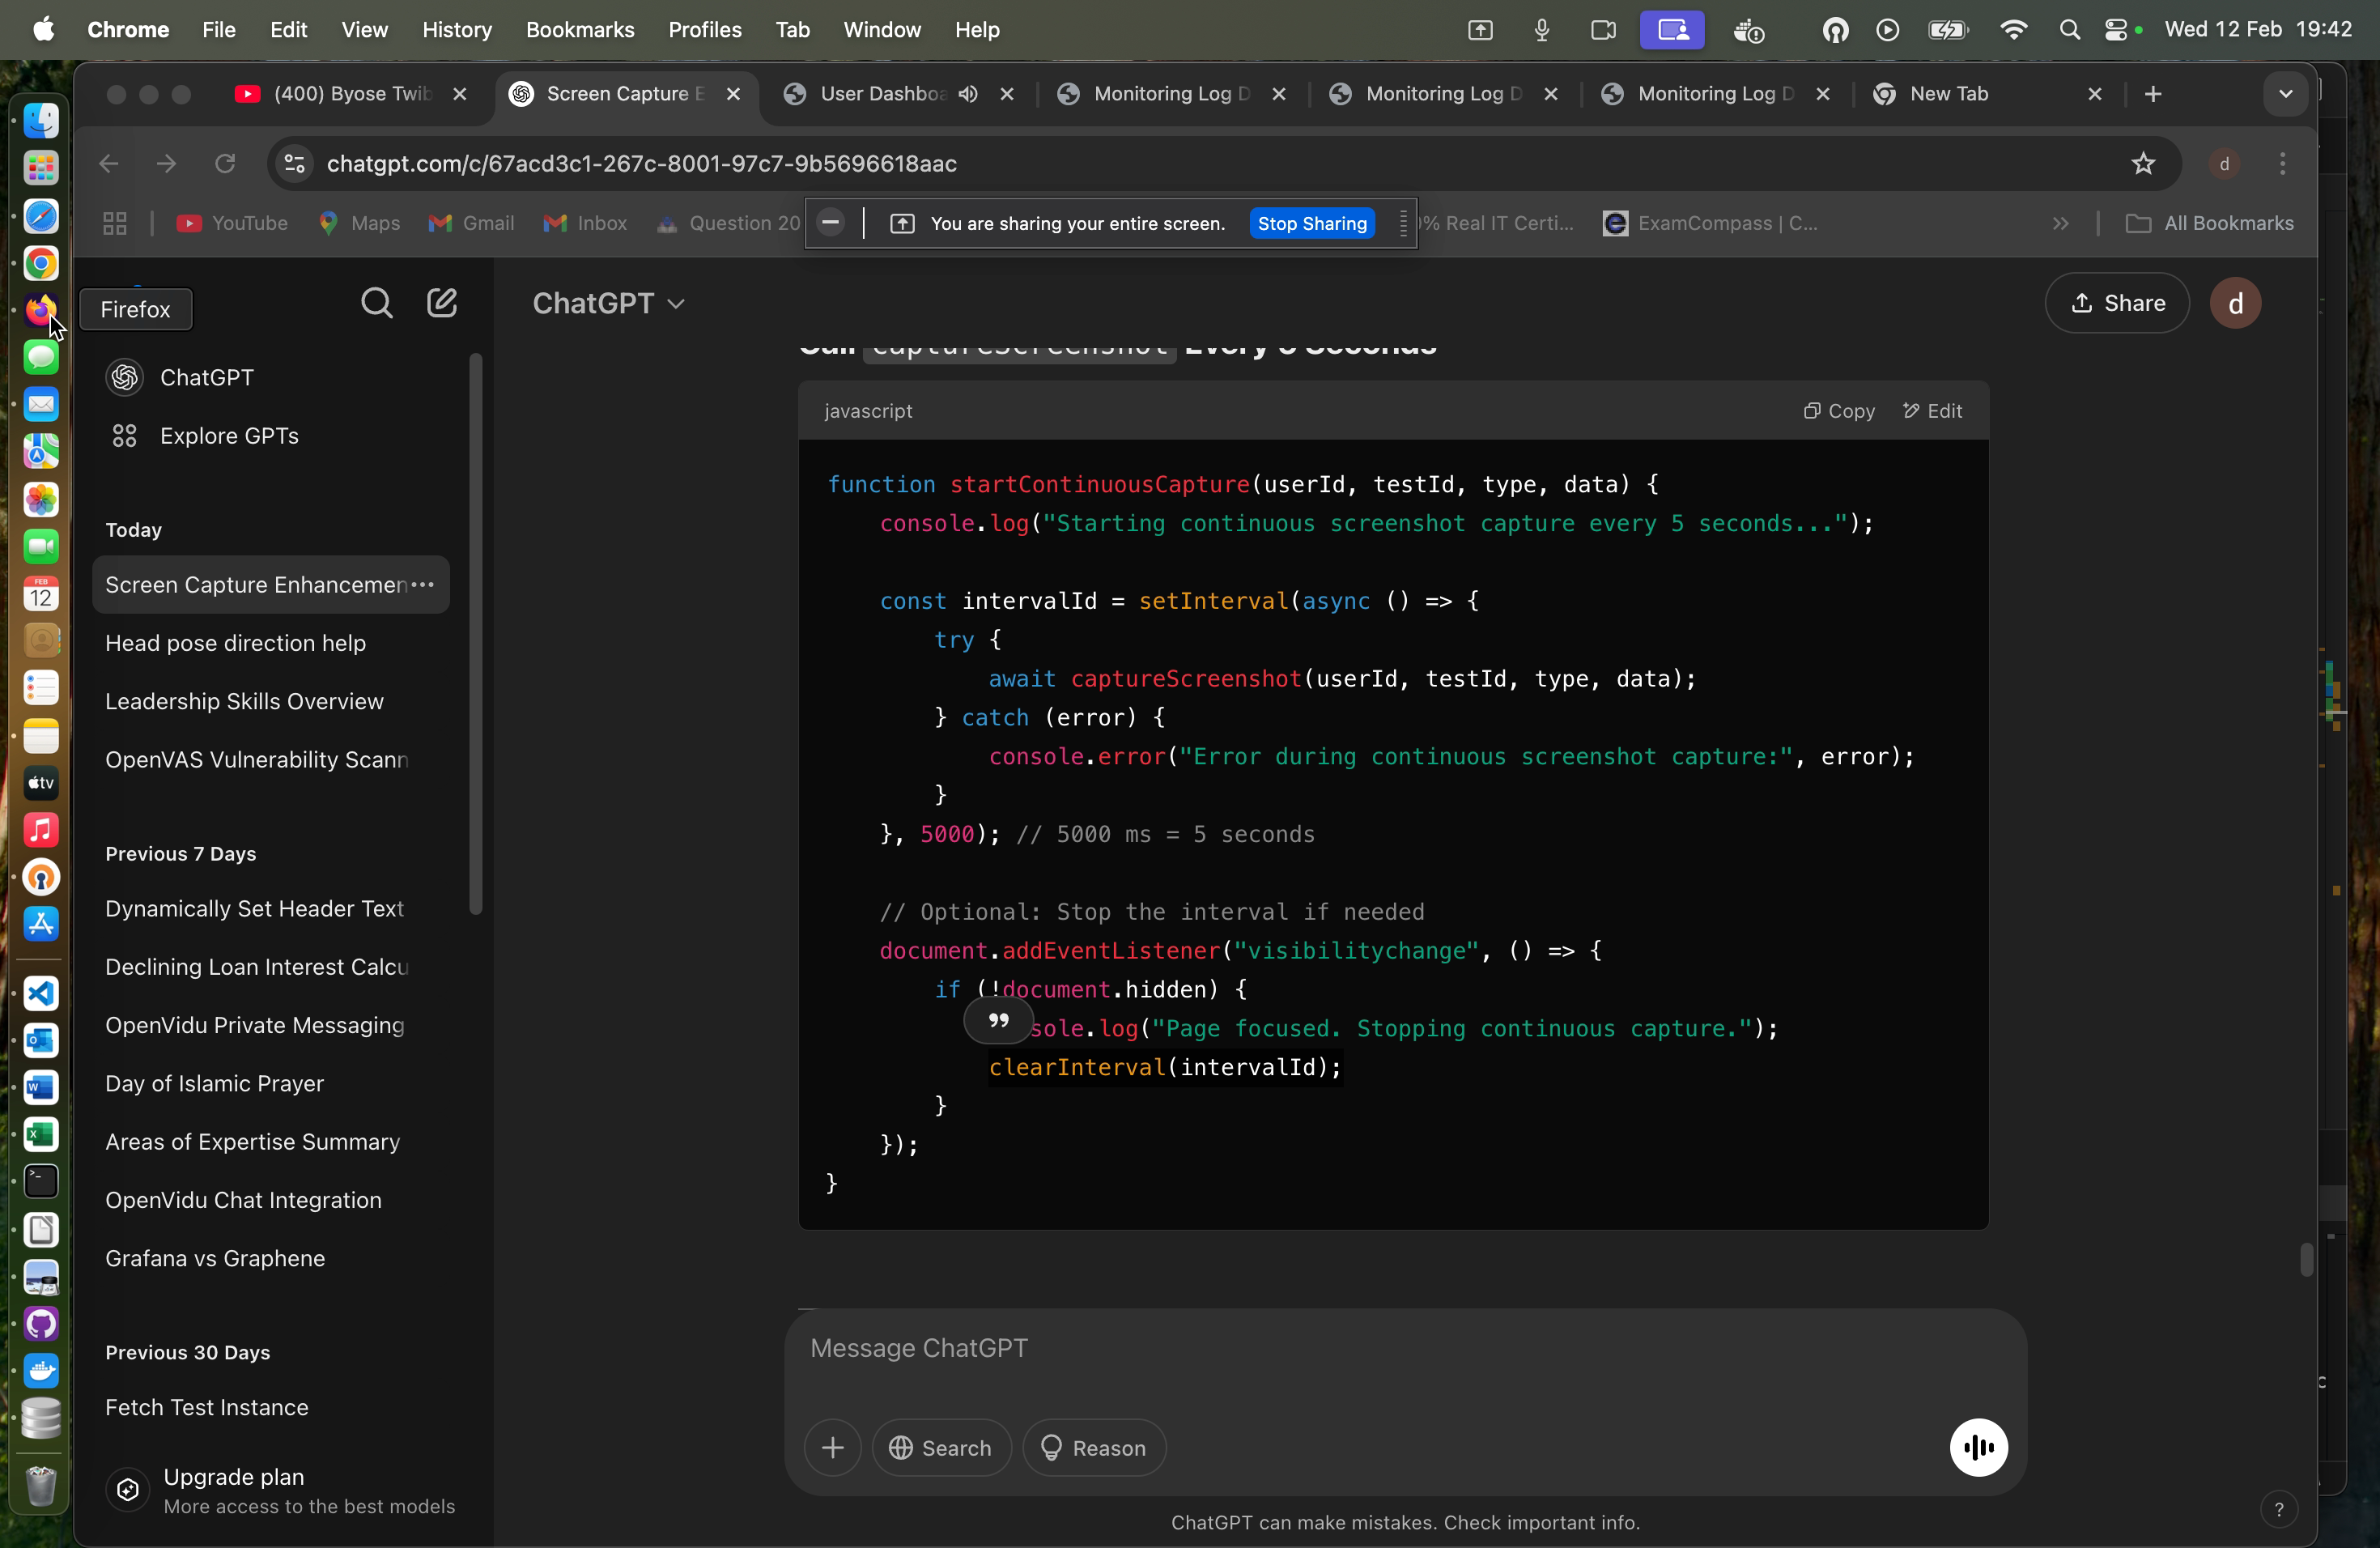 Chrome File Edit View History Bookmarks Profiles Tab Window Help Wed 12 Feb 19:42
(400) Byose Twib Screen Capture E User Dashboa Monitoring Log D Monitoring Log D Monitoring Log D New Tab
chatgpt.com/c/67acd3c1-267c-8001-97c7-9b5696618aac d
YouTube Maps Gmail Inbox Question 20 You are sharing your entire screen. Stop Sharing % Real IT Certi... ExamCompass | C... All Bookmarks
Firefox
ChatGPT
Share
d
ChatGPT
Explore GPTs
Today
Screen Capture Enhancemen
Head pose direction help
Leadership Skills Overview
OpenVAS Vulnerability Scann
Previous 7 Days
Dynamically Set Header Text
Declining Loan Interest Calcu
OpenVidu Private Messaging
Day of Islamic Prayer
Areas of Expertise Summary
OpenVidu Chat Integration
Grafana vs Graphene
Previous 30 Days
Fetch Test Instance
Upgrade plan
More access to the best models
FEB
12
tv
javascript
Copy Edit
function startContinuousCapture(userId, testId, type, data) {
console.log("Starting continuous screenshot capture every 5 seconds...");
const intervalId = setInterval(async () => {
try {
await captureScreenshot(userId, testId, type, data);
} catch (error) {
console.error("Error during continuous screenshot capture:", error);
}
}, 5000); // 5000 ms = 5 seconds
// Optional: Stop the interval if needed
document.addEventListener("visibilitychange", () => {
if (!document.hidden) {
sole.log("Page focused. Stopping continuous capture.");
clearInterval(intervalId);
}
});
}
Message ChatGPT
Search Reason
ChatGPT can make mistakes. Check important info.
?